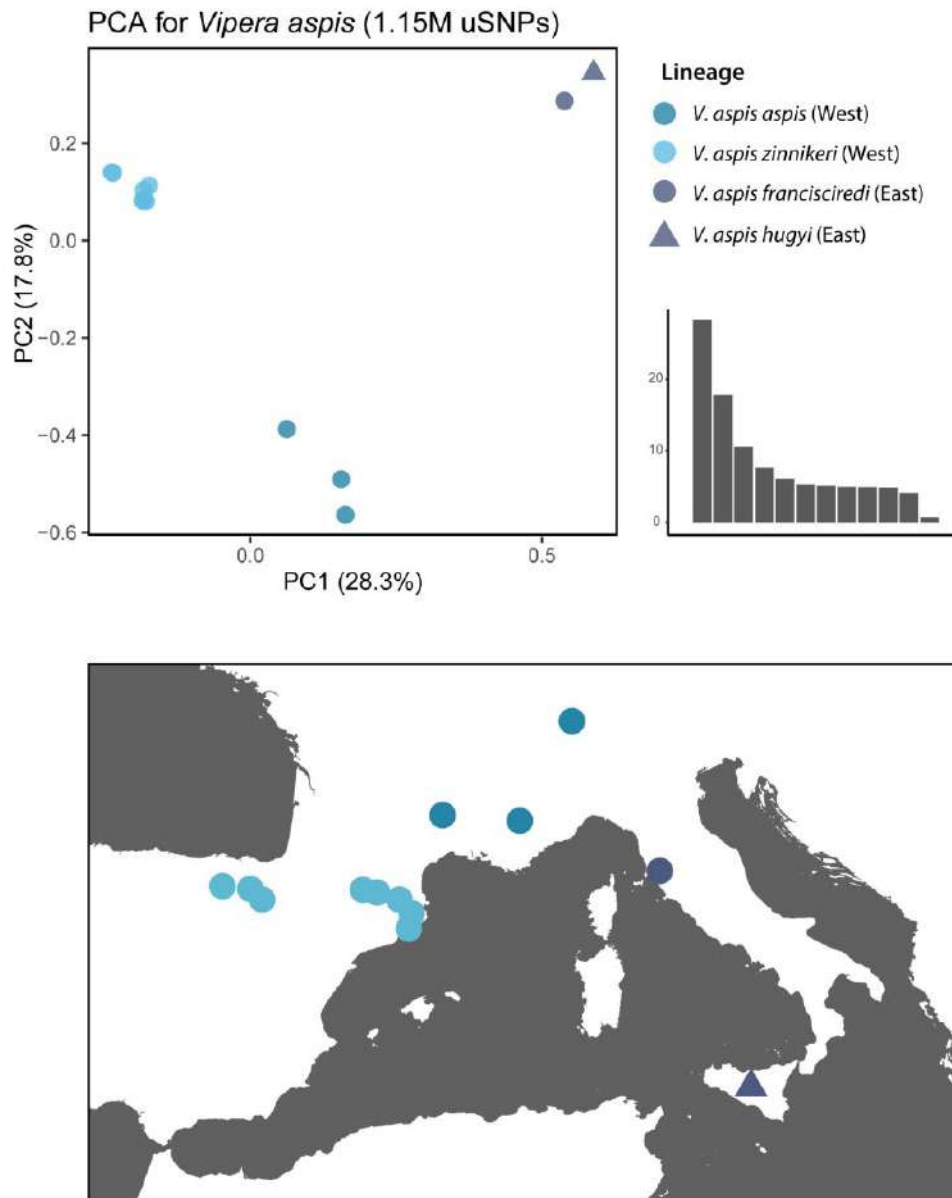 PCA for Vipera aspis (1.15M uSNPs)
Lineage
V. aspis aspis (West)
V. aspis zinnikeri (West)
V. aspis francisciredi (East)
V. aspis hugyi (East)
PC2 (17.8%)
0.2
0.0
−0.2
−0.4
−0.6
0.0
0.5
PC1 (28.3%)
20
10
0